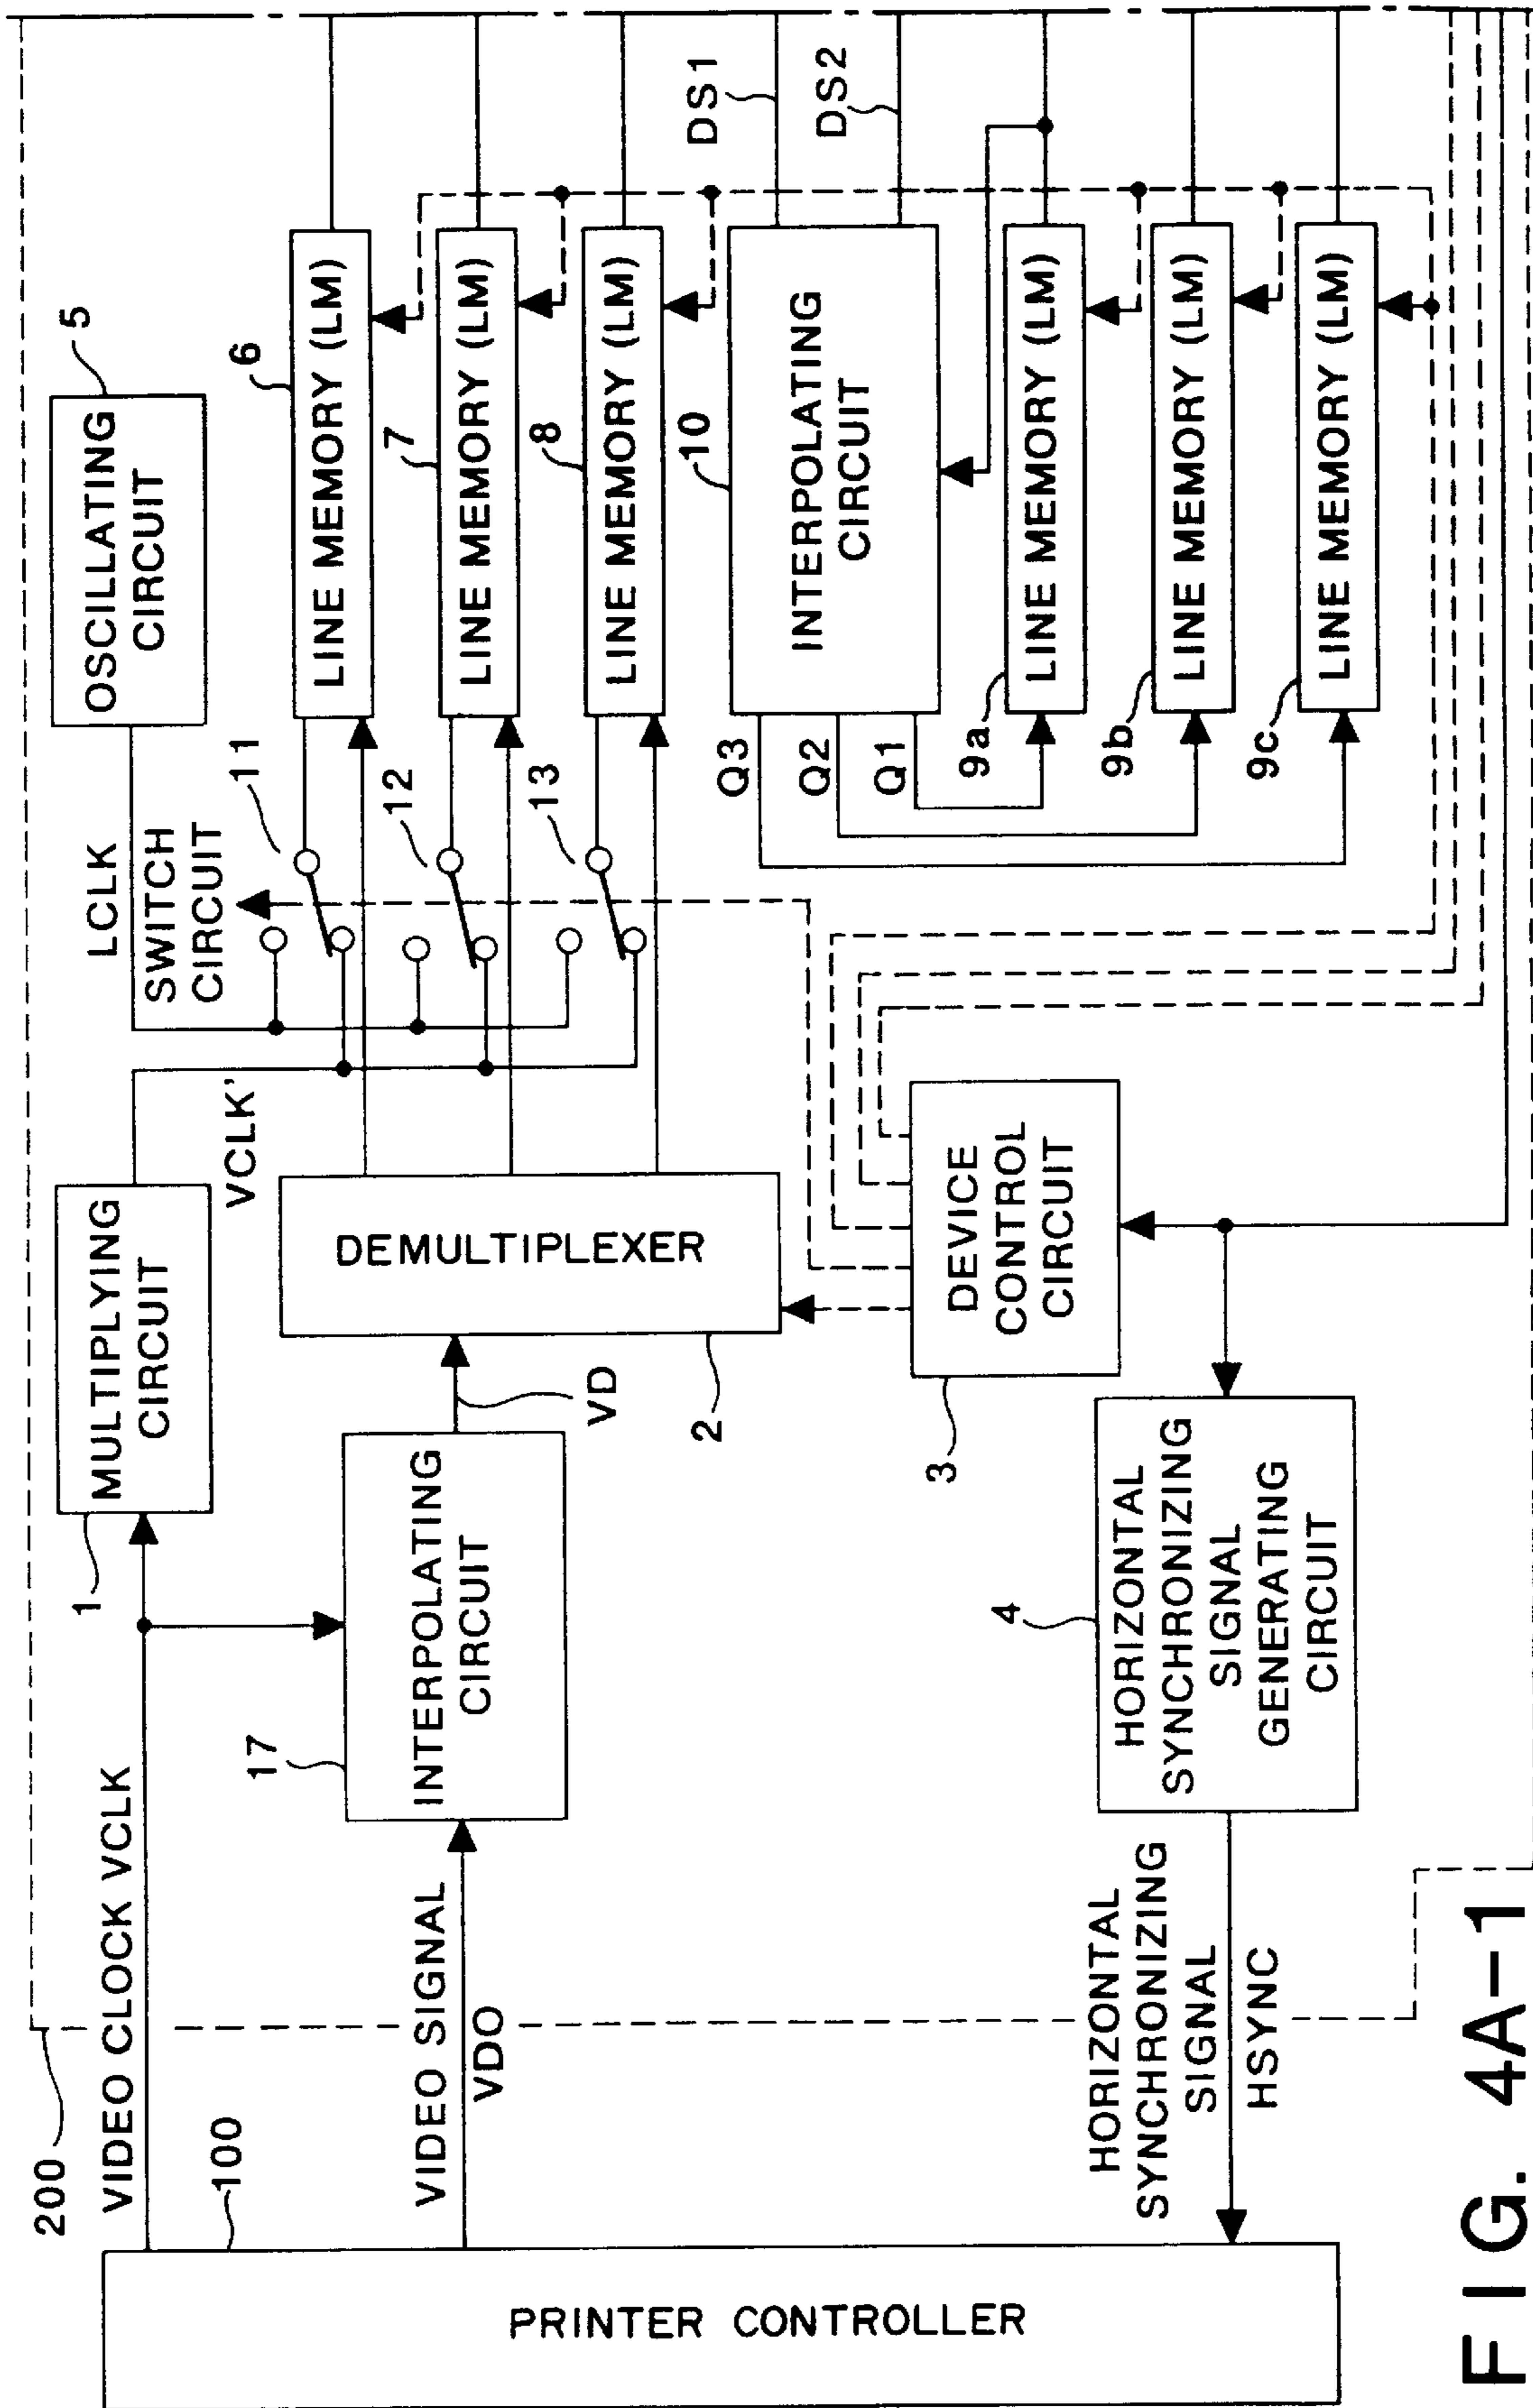 200
VIDEO CLOCK VCLK
100
PRINTER CONTROLLER
VIDEO SIGNAL
VDO
HORIZONTAL
SYNCHRONIZING
SIGNAL
HSYNC
1
MULTIPLYING
CIRCUIT
17
INTERPOLATING
CIRCUIT
VD
2
DEMULTIPLEXER
VCLK'
3
DEVICE
CONTROL
CIRCUIT
4
HORIZONTAL
SYNCHRONIZING
SIGNAL
GENERATING
CIRCUIT
LCLK
SWITCH
CIRCUIT
11
12
13
5
OSCILLATING
CIRCUIT
6
LINE MEMORY (LM)
7
LINE MEMORY (LM)
8
LINE MEMORY (LM)
10
INTERPOLATING
CIRCUIT
DS1
DS2
Q3
Q2
Q1
9a
LINE MEMORY (LM)
9b
LINE MEMORY (LM)
9c
LINE MEMORY (LM)
FIG. 4A-1